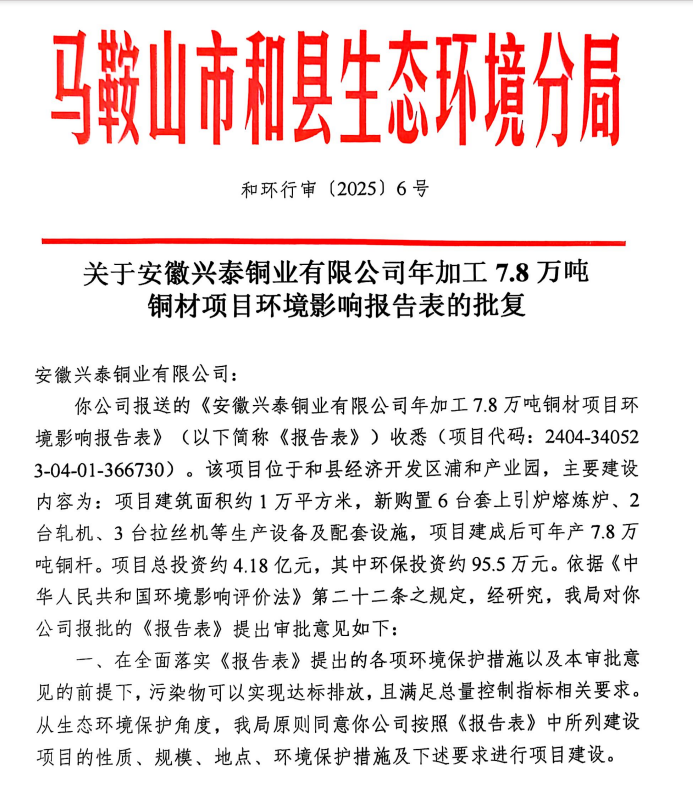 马鞍山市和县生态环境分局
和环行审〔2025〕6号
关于安徽兴泰铜业有限公司年加工7.8万吨
铜材项目环境影响报告表的批复
安徽兴泰铜业有限公司：
你公司报送的《安徽兴泰铜业有限公司年加工7.8万吨铜材项目环
境影响报告表》（以下简称《报告表》）收悉（项目代码：2404-34052
3-04-01-366730）。该项目位于和县经济开发区浦和产业园，主要建设
内容为：项目建筑面积约1万平方米，新购置6台套上引炉熔炼炉、2
台轧机、3台拉丝机等生产设备及配套设施，项目建成后可年产7.8万
吨铜杆。项目总投资约4.18亿元，其中环保投资约95.5万元。依据《中
华人民共和国环境影响评价法》第二十二条之规定，经研究，我局对你
公司报批的《报告表》提出审批意见如下：
一、在全面落实《报告表》提出的各项环境保护措施以及本审批意
见的前提下，污染物可以实现达标排放，且满足总量控制指标相关要求。
从生态环境保护角度，我局原则同意你公司按照《报告表》中所列建设
项目的性质、规模、地点、环境保护措施及下述要求进行项目建设。